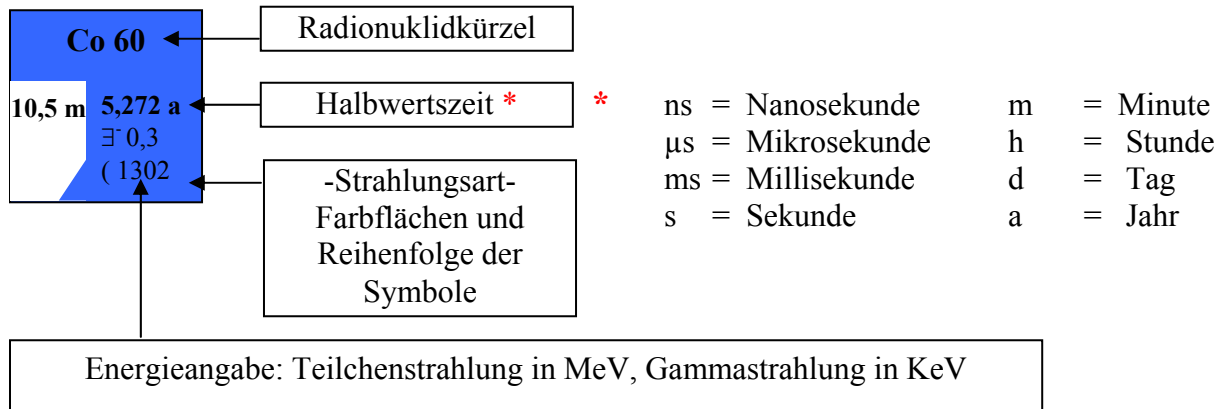 Co 60
Radionuklidkürzel
10,5 m 5,272 a
Halbwertszeit *
∃- 0,3
( 1302
-Strahlungsart-
Farbflächen und
Reihenfolge der
Symbole
* ns = Nanosekunde m = Minute
µs = Mikrosekunde h = Stunde
ms = Millisekunde d = Tag
s = Sekunde a = Jahr
Energieangabe: Teilchenstrahlung in MeV, Gammastrahlung in KeV